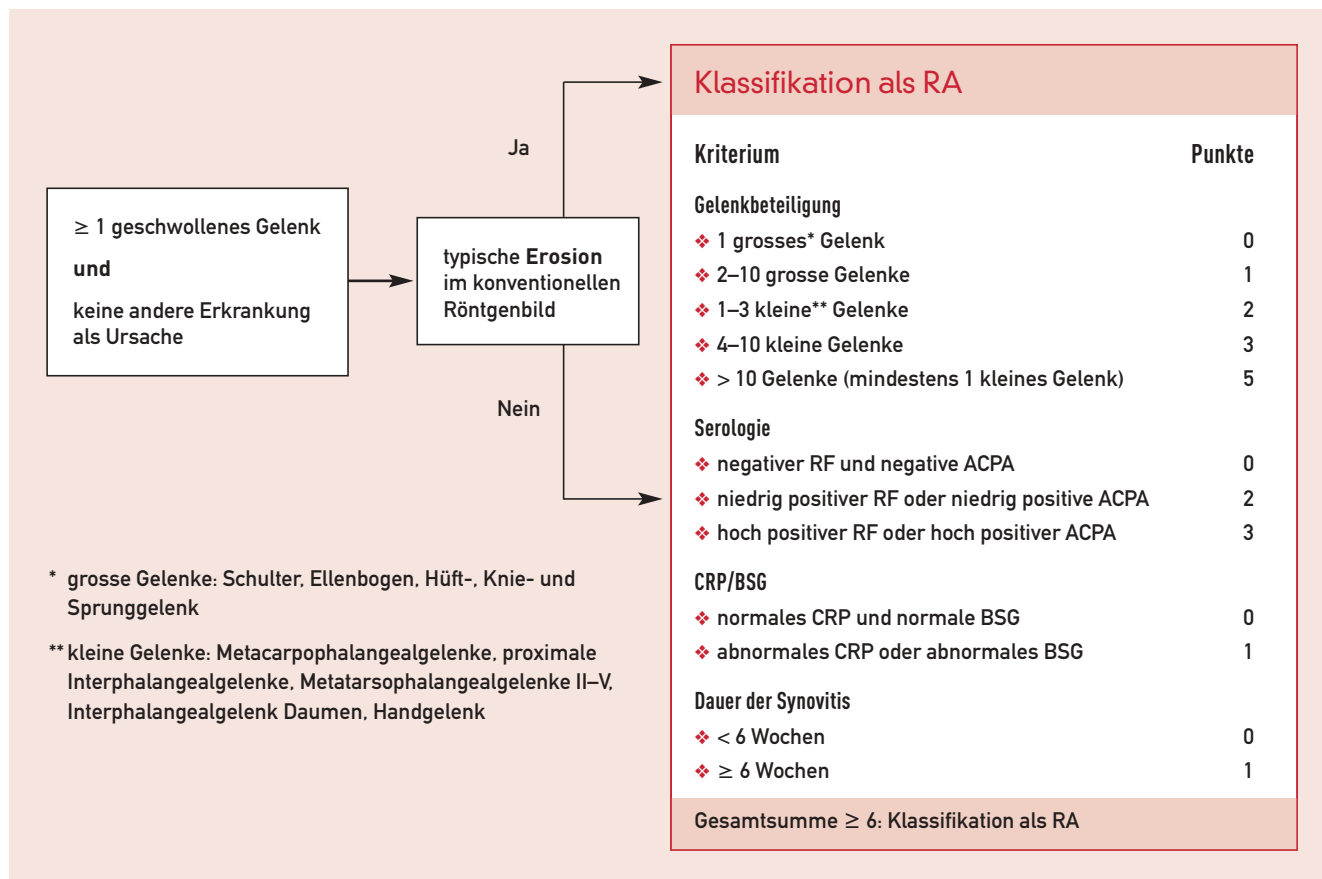 ≥ 1 geschwollenes Gelenk
und
keine andere Erkrankung
als Ursache
typische Erosion
im konventionellen
Röntgenbild
Ja
Nein
Klassifikation als RA
Kriterium Punkte
Gelenkbeteiligung
❖ 1 grosses* Gelenk 0
❖ 2–10 grosse Gelenke 1
❖ 1–3 kleine** Gelenke 2
❖ 4–10 kleine Gelenke 3
❖ > 10 Gelenke (mindestens 1 kleines Gelenk) 5
Serologie
❖ negativer RF und negative ACPA 0
❖ niedrig positiver RF oder niedrig positive ACPA 2
❖ hoch positiver RF oder hoch positiver ACPA 3
CRP/BSG
❖ normales CRP und normale BSG 0
❖ abnormales CRP oder abnormales BSG 1
Dauer der Synovitis
❖ < 6 Wochen 0
❖ ≥ 6 Wochen 1
Gesamtsumme ≥ 6: Klassifikation als RA
* grosse Gelenke: Schulter, Ellenbogen, Hüft-, Knie- und
Sprunggelenk
** kleine Gelenke: Metacarpophalangealgelenke, proximale
Interphalangealgelenke, Metatarsophalangealgelenke II–V,
Interphalangealgelenk Daumen, Handgelenk